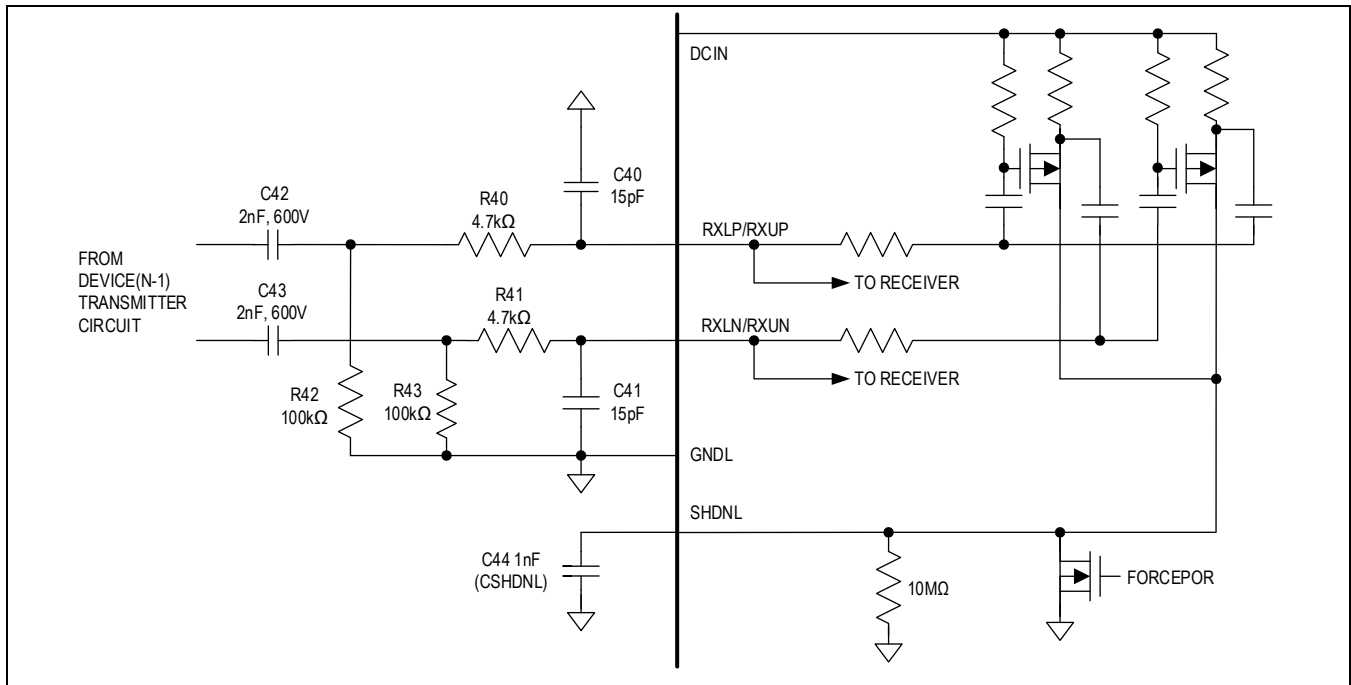 DCIN
C40
15pF
C42
2nF, 600V
R40
4.7kΩ
RXLP/RXUP
FROM
DEVICE(N-1)
TRANSMITTER
CIRCUIT
TO RECEIVER
C43
2nF, 600V
R41
4.7kΩ
RXLN/RXUN
R42
100kΩ
R43
100kΩ
C41
15pF
TO RECEIVER
GNDL
SHDNL
C44 1nF
(CSHDNL)
10MΩ
FORCEPOR